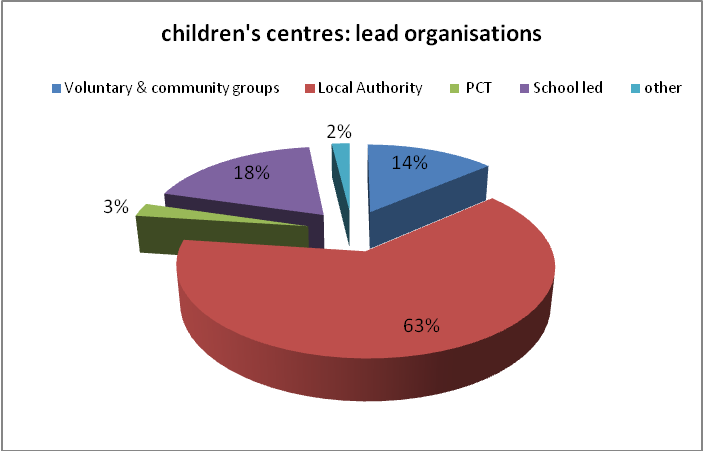 children's centres: lead organisations
Voluntary & community groups Local Authority PCT School led other
2%
14%
18%
3%
63%